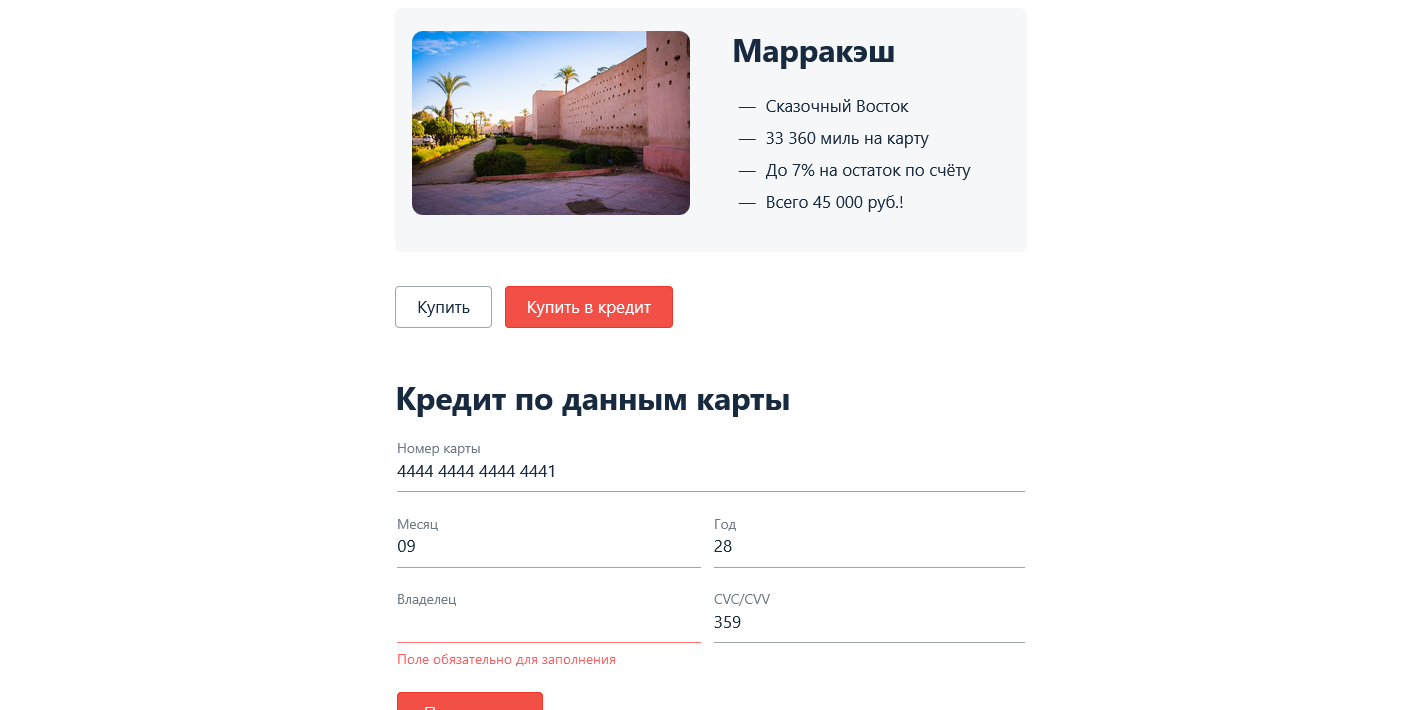 Марракэш
— Сказочный Восток
— 33 360 миль на карту
— До 7% на остаток по счёту
— Всего 45 000 руб.!
Купить
Купить в кредит
Кредит по данным карты
Номер карты
4444 4444 4444 4441
Месяц
Год
09
28
Владелец
CVC/CVV
359
Поле обязательно для заполнения